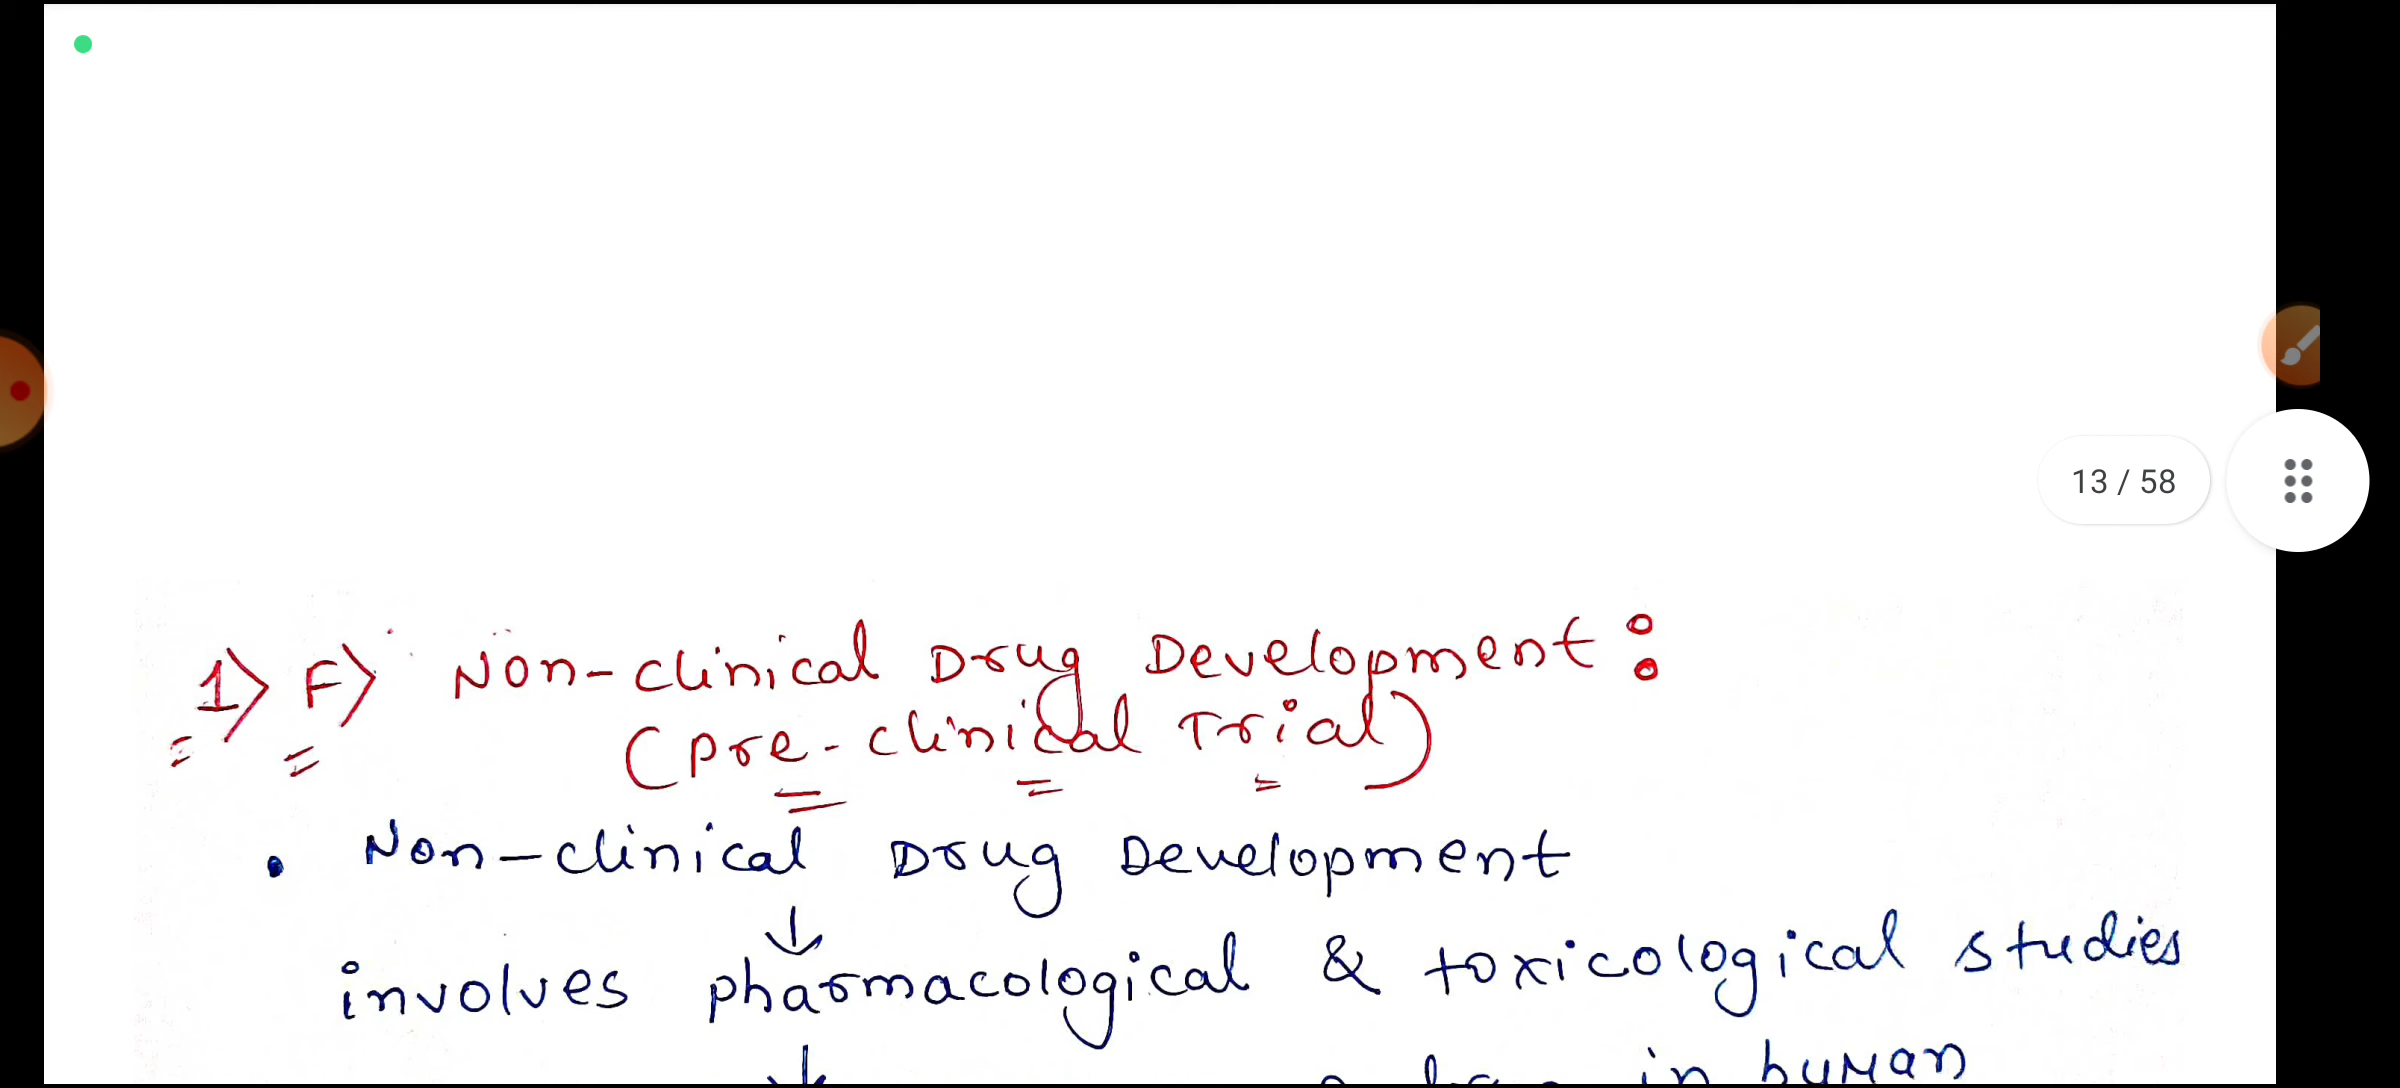 13 / 58
1) F) Non-clinical Drug Development :
(pre-clinical Trial)
• Non-clinical Drug Development
↓
involves pharmacological & toxicological studies
↓
in human